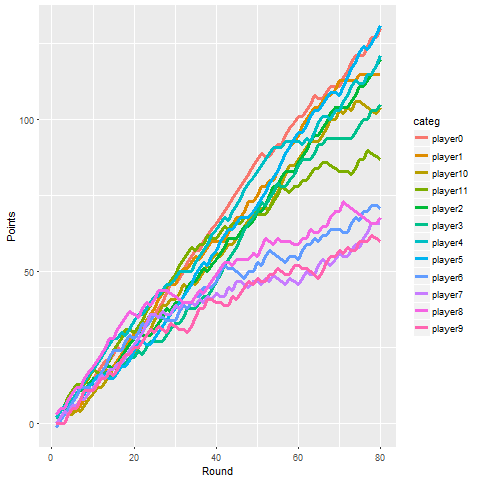 100
50
0
0
20
40
60
80
Round
Points
categ
player0
player1
player10
player11
player2
player3
player4
player5
player6
player7
player8
player9